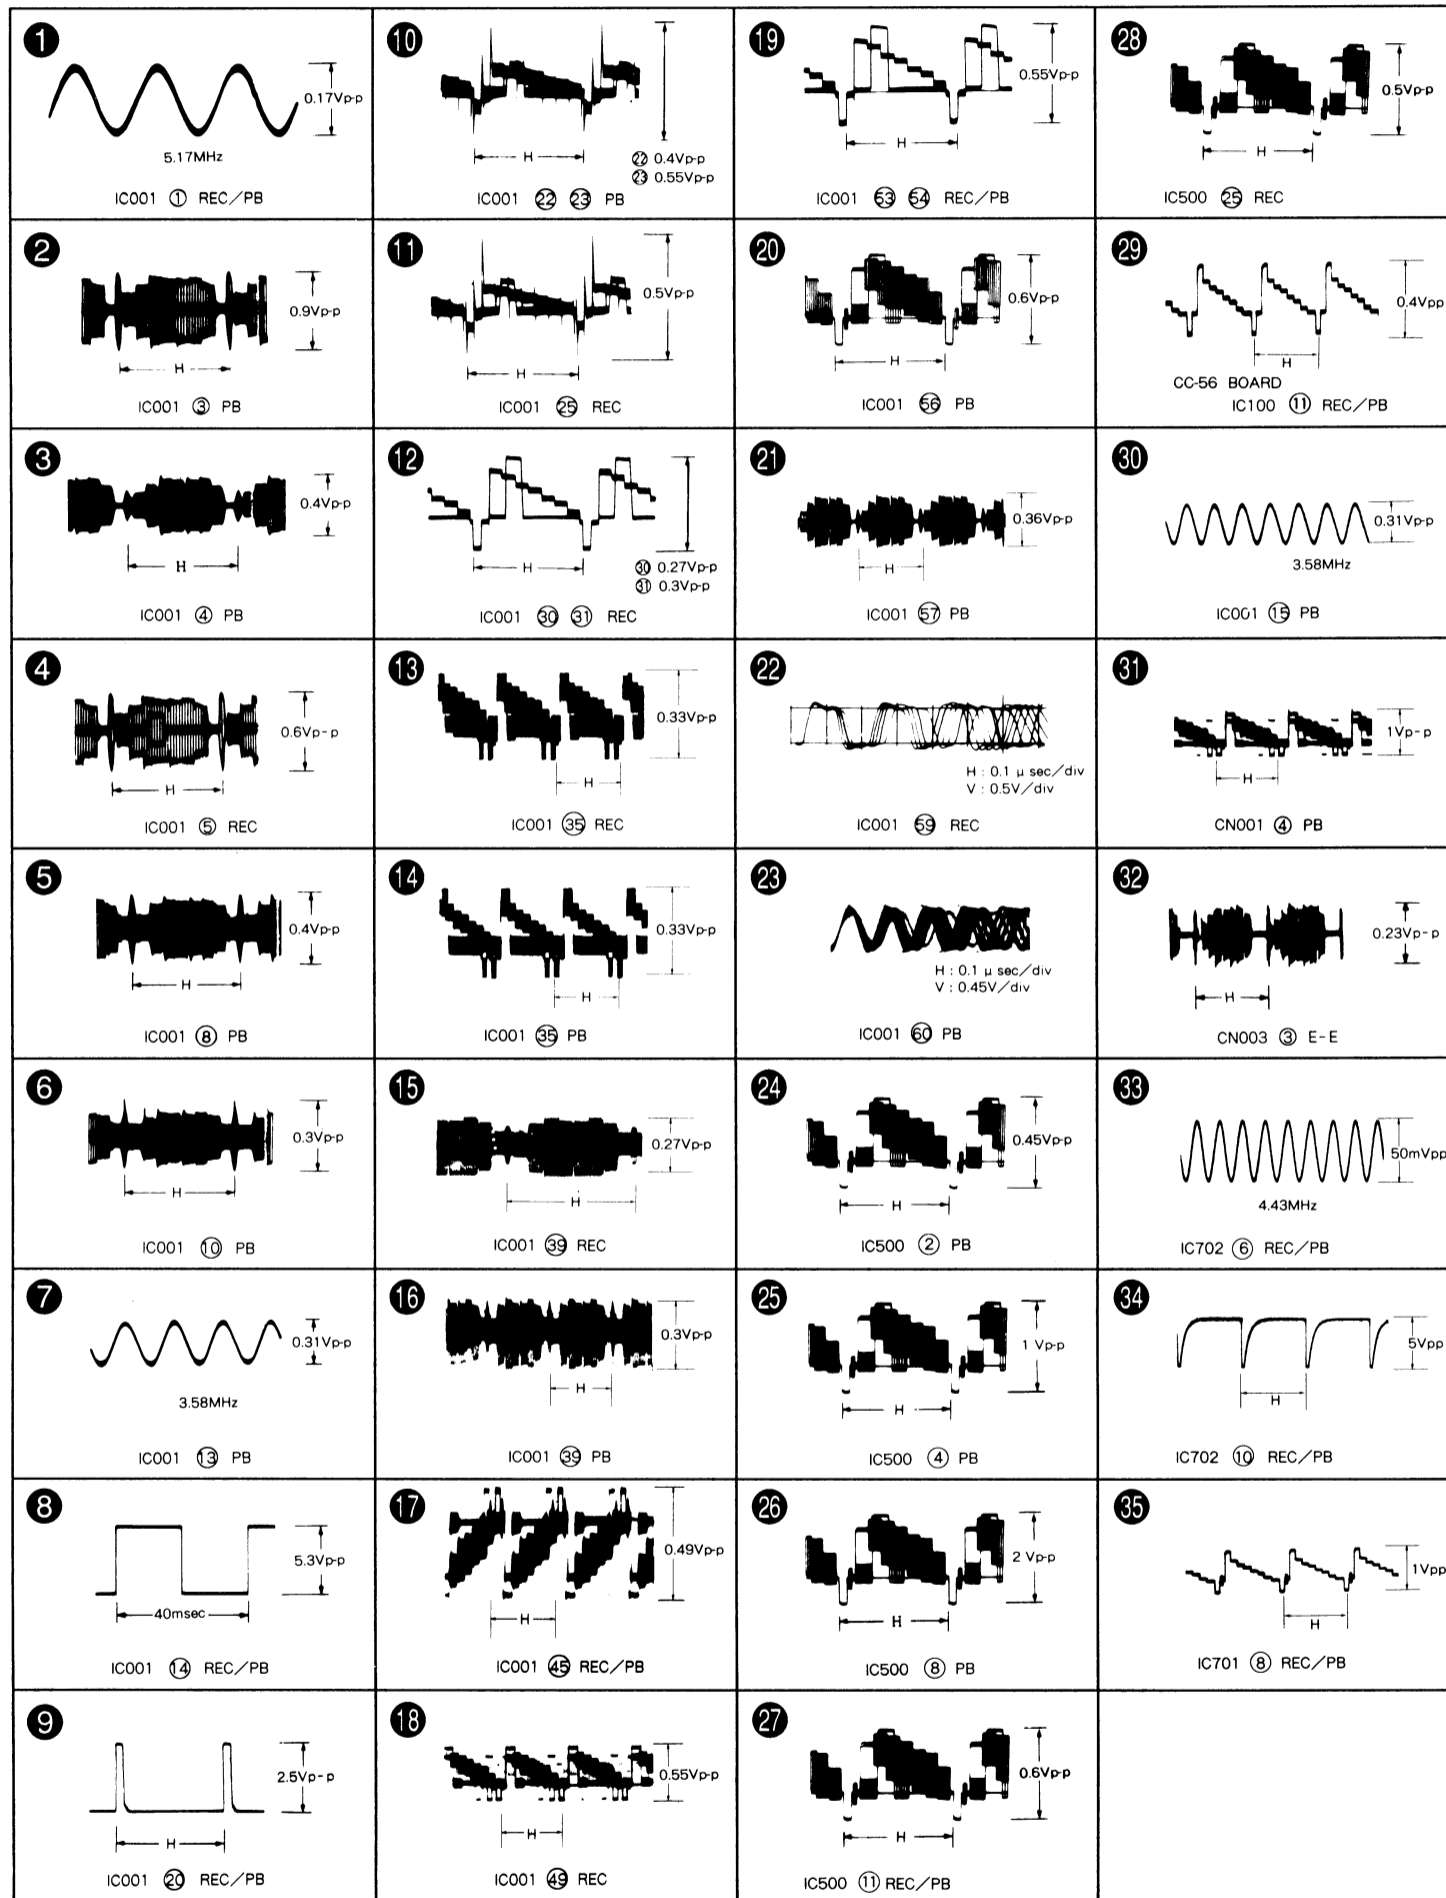 1
0.17Vp-p
5.17MHz
IC001 ① REC/PB
2
0.9Vp-p
H
IC001 ③ PB
3
0.4Vp-p
H
IC001 ④ PB
4
0.6Vp-p
H
IC001 ⑤ REC
5
0.4Vp-p
H
IC001 ⑧ PB
6
0.3Vp-p
H
IC001 ⑩ PB
7
0.31Vp-p
3.58MHz
IC001 ⑬ PB
8
5.3Vp-p
40msec
IC001 ⑭ REC/PB
9
2.5Vp-p
H
IC001 ⑳ REC/PB
10
H
㉒ 0.4Vp-p
㉓ 0.55Vp-p
IC001 ㉒ ㉓ PB
11
0.5Vp-p
H
IC001 ㉕ REC
12
H
㉚ 0.27Vp-p
㉛ 0.3Vp-p
IC001 ㉚ ㉛ REC
13
0.33Vp-p
H
IC001 ㉟ REC
14
0.33Vp-p
H
IC001 ㉟ PB
15
0.27Vp-p
H
IC001 ㊴ REC
16
0.3Vp-p
H
IC001 ㊴ PB
17
0.49Vp-p
H
IC001 ㊺ REC/PB
18
0.55Vp-p
H
IC001 ㊾ REC
19
0.55Vp-p
H
IC001 53 54 REC/PB
20
0.6Vp-p
H
IC001 56 PB
21
0.36Vp-p
H
IC001 57 PB
22
H : 0.1 μ sec/div
V : 0.5V/div
IC001 59 REC
23
H : 0.1 μ sec/div
V : 0.45V/div
IC001 60 PB
24
0.45Vp-p
H
IC500 ② PB
25
1 Vp-p
H
IC500 ④ PB
26
2 Vp-p
H
IC500 ⑧ PB
27
0.6Vp-p
H
IC500 ⑪ REC/PB
28
0.5Vp-p
H
IC500 ㉕ REC
29
0.4Vpp
H
CC-56 BOARD
IC100 ⑪ REC/PB
30
0.31Vp-p
3.58MHz
IC001 ⑮ PB
31
1Vp-p
H
CN001 ④ PB
32
0.23Vp-p
H
CN003 ③ E-E
33
50mVpp
4.43MHz
IC702 ⑥ REC/PB
34
5Vpp
H
IC702 ⑩ REC/PB
35
1Vpp
H
IC701 ⑧ REC/PB